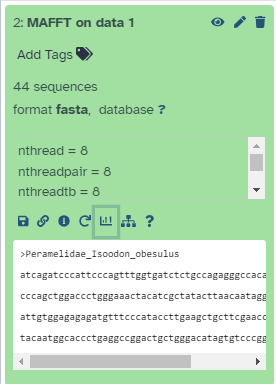 2: MAFFT on data 1
Add Tags
44 sequences
format fasta, database ?
nthread = 8
nthreadpair = 8
nthreadtb = 8
>Peramelidae_Isoodon_obesulus
atcagatcccattcccagtttggtgatctctgccagagggccaca
cccagctggaccctgggaaactacatcgctatacttaacaatagg
attgtggagagagatgtttcccataccttgaagctgcttcgaacc
tacaatggcaccctgaggccggactgctgggacatagtgtcccgg